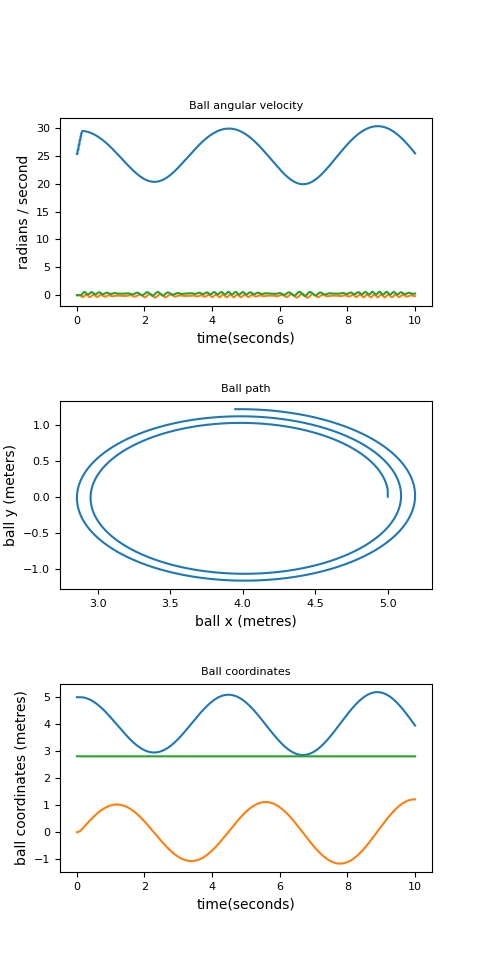 Ball angular velocity
radians / second
30
25
20
15
10
5
0
0 2 4 6 8 10
time(seconds)
Ball path
ball y (meters)
1.0
0.5
0.0
−0.5
−1.0
3.0 3.5 4.0 4.5 5.0
ball x (metres)
Ball coordinates
ball coordinates (metres)
5
4
3
2
1
0
−1
0 2 4 6 8 10
time(seconds)